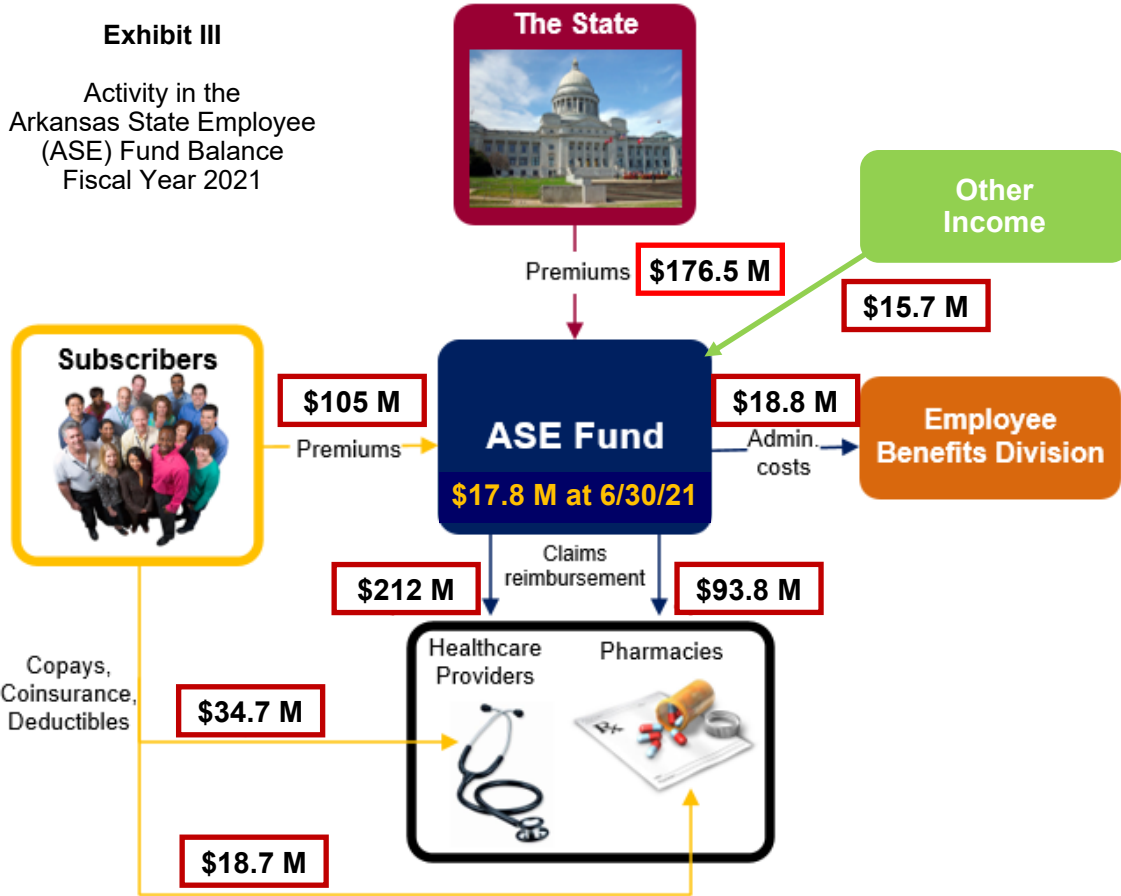 Exhibit III
Activity in the
Arkansas State Employee
(ASE) Fund Balance
Fiscal Year 2021
The State
Other
Income
Premiums
$176.5 M
$15.7 M
Subscribers
$105 M
Premiums
ASE Fund
$17.8 M at 6/30/21
$18.8 M
Admin.
costs
Employee
Benefits Division
Claims
reimbursement
$212 M
$93.8 M
Healthcare
Providers
Pharmacies
Rx
Copays,
Coinsurance,
Deductibles
$34.7 M
$18.7 M